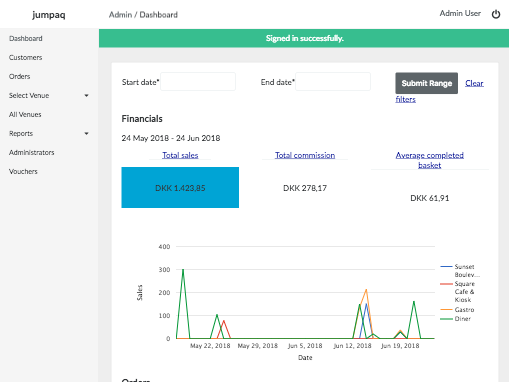 jumpaq
Admin / Dashboard
Admin User
Signed in successfully.
Dashboard
Customers
Orders
Select Venue
All Venues
Reports
Administrators
Vouchers
Start date*
End date*
Submit Range
Clear
filters
Financials
24 May 2018 - 24 Jun 2018
Total sales
Total commission
Average completed
basket
DKK 1.423,85
DKK 278,17
DKK 61,91
400
300
200
100
0
Sales
May 22, 2018
May 29, 2018
Jun 5, 2018
Jun 12, 2018
Jun 19, 2018
Date
Sunset
Boulev...
Square
Cafe &
Kiosk
Gastro
Diner
Orders